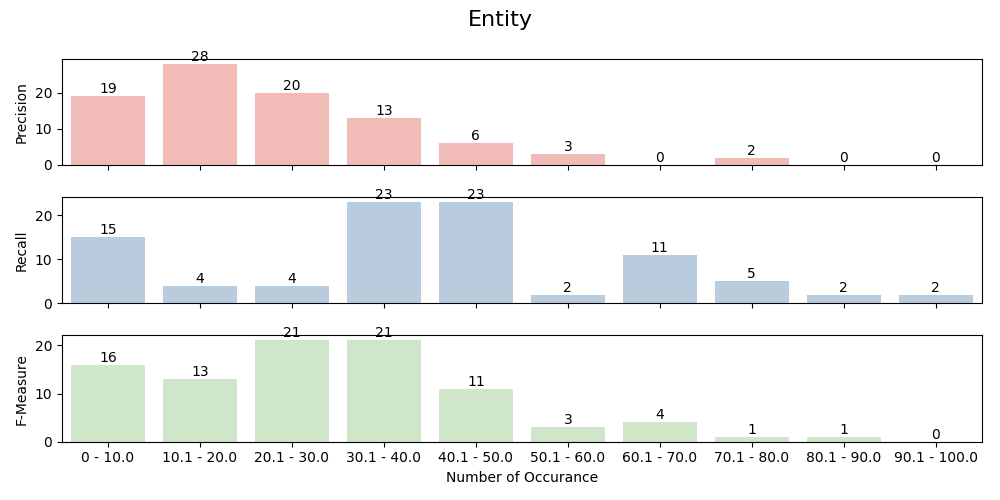 Entity
Precision
20
10
0
19
28
20
13
6
3
0
2
0
0
Recall
20
10
0
15
4
4
23
23
2
11
5
2
2
F-Measure
20
10
0
16
13
21
21
11
3
4
1
1
0
0 - 10.0
10.1 - 20.0
20.1 - 30.0
30.1 - 40.0
40.1 - 50.0
50.1 - 60.0
60.1 - 70.0
70.1 - 80.0
80.1 - 90.0
90.1 - 100.0
Number of Occurance